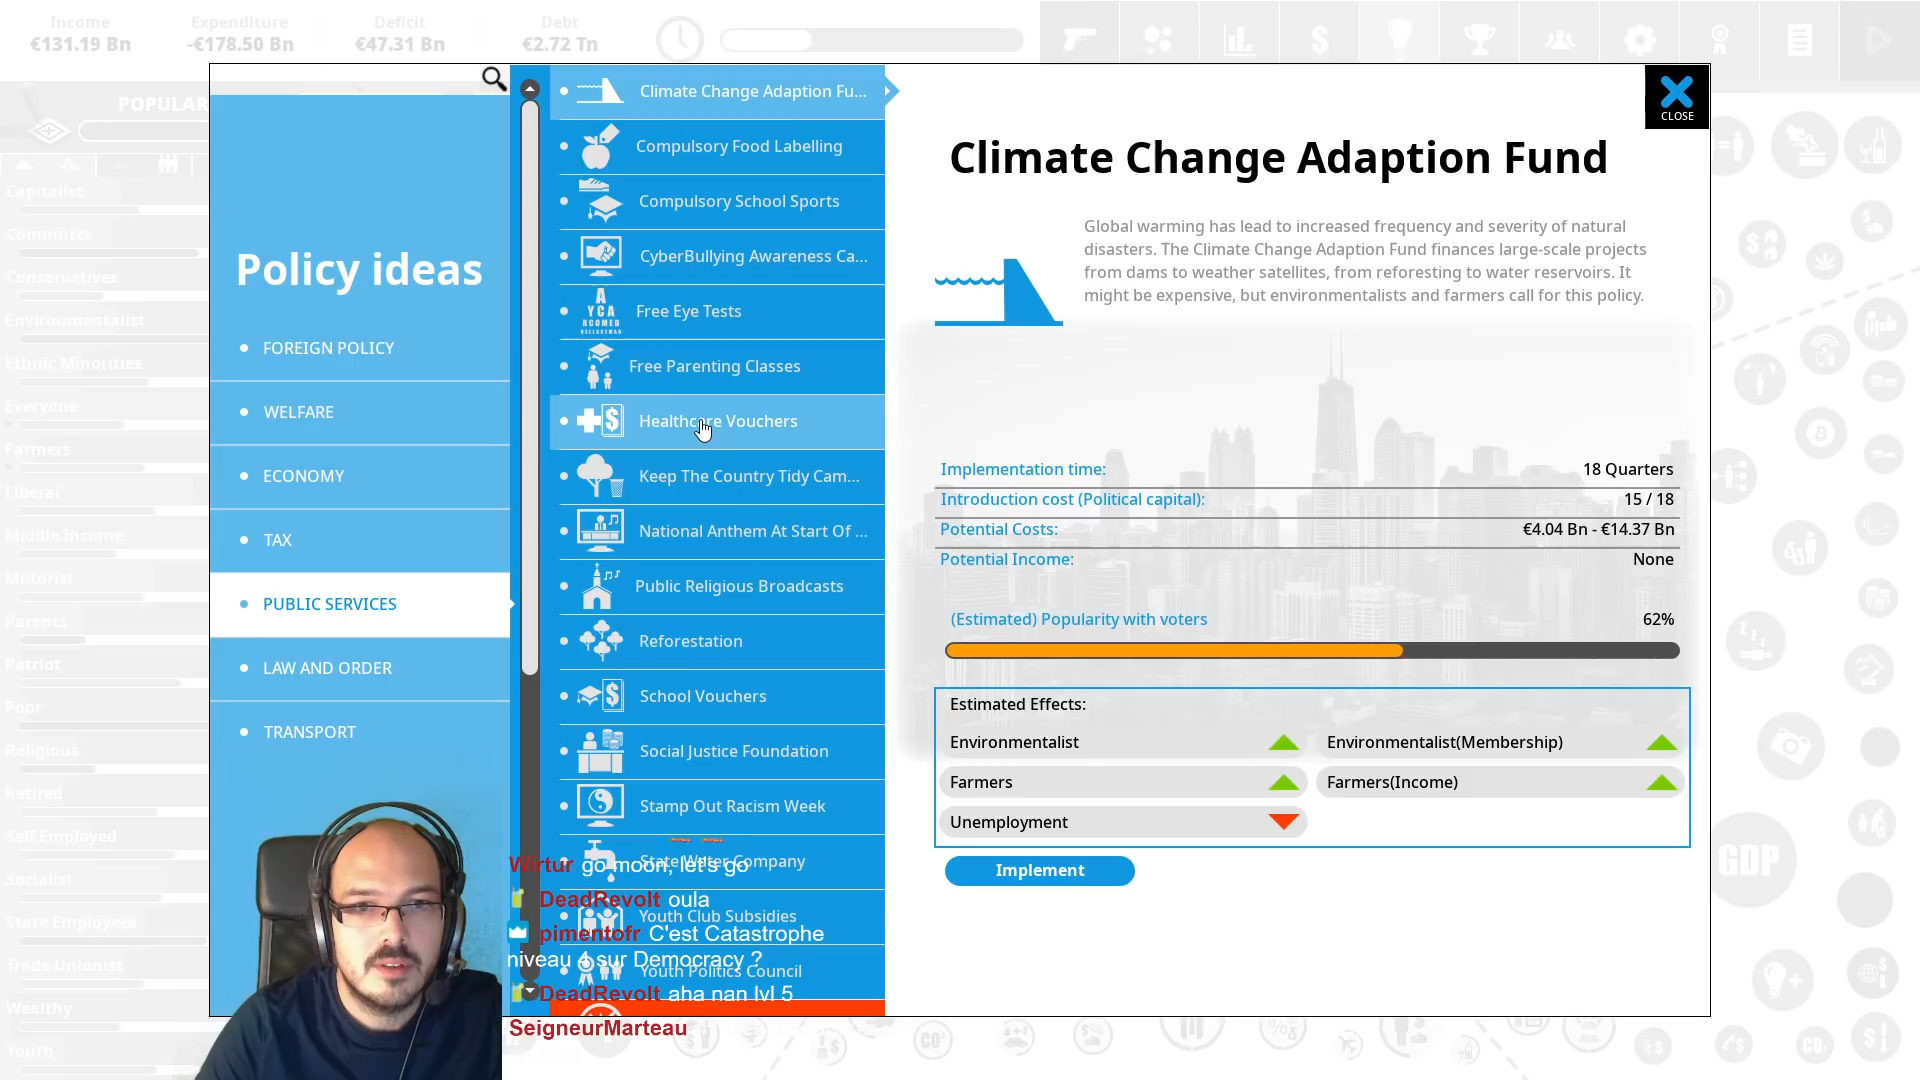 Income
Expenditure
Deficit
Debt
€131.19 Bn
-€178.50 Bn
€47.31 Bn
€2.72 Tn
POPULAR
Capitalist
Commuter
Conservatives
Environmentalist
Ethnic Minorities
Everyone
Farmers
Liberal
Middle Income
Motorist
Parents
Patriot
Poor
Religious
Retired
Self Employed
Socialist
State Employees
Trade Unionist
Wealthy
Youth
Policy ideas
FOREIGN POLICY
WELFARE
ECONOMY
TAX
PUBLIC SERVICES
LAW AND ORDER
TRANSPORT
Climate Change Adaption Fu...
Compulsory Food Labelling
Compulsory School Sports
CyberBullying Awareness Ca...
Free Eye Tests
Free Parenting Classes
Healthcare Vouchers
Keep The Country Tidy Cam...
National Anthem At Start Of ...
Public Religious Broadcasts
Reforestation
School Vouchers
Social Justice Foundation
Stamp Out Racism Week
State Water Company
Youth Club Subsidies
Youth Politics Council
Wirtur go moon, let's go
DeadRevolt oula
pimentofr C'est Catastrophe
niveau 4 sur Democracy ?
DeadRevolt aha nan lvl 5
SeigneurMarteau
CLOSE
Climate Change Adaption Fund
Global warming has lead to increased frequency and severity of natural
disasters. The Climate Change Adaption Fund finances large-scale projects
from dams to weather satellites, from reforesting to water reservoirs. It
might be expensive, but environmentalists and farmers call for this policy.
Implementation time: 18 Quarters
Introduction cost (Political capital): 15 / 18
Potential Costs: €4.04 Bn - €14.37 Bn
Potential Income: None
(Estimated) Popularity with voters 62%
Estimated Effects:
Environmentalist
Environmentalist(Membership)
Farmers
Farmers(Income)
Unemployment
Implement
GDP